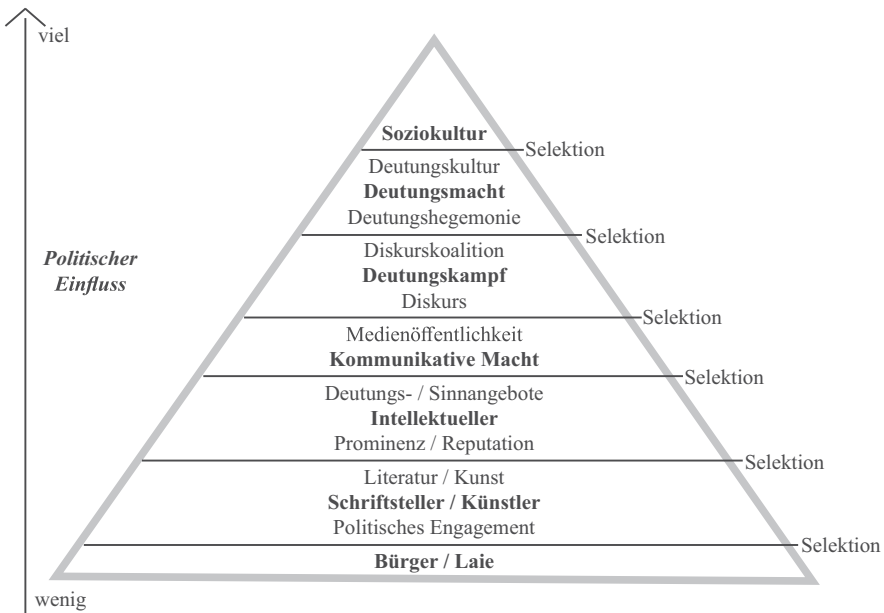 viel
Soziokultur
Selektion
Deutungskultur
Deutungsmacht
Deutungshegemonie
Selektion
Politischer
Einfluss
Diskurskoalition
Deutungskampf
Diskurs
Selektion
Medienöffentlichkeit
Kommunikative Macht
Selektion
Deutungs- / Sinnangebote
Intellektueller
Prominenz / Reputation
Selektion
Literatur / Kunst
Schriftsteller / Künstler
Politisches Engagement
Selektion
Bürger / Laie
wenig